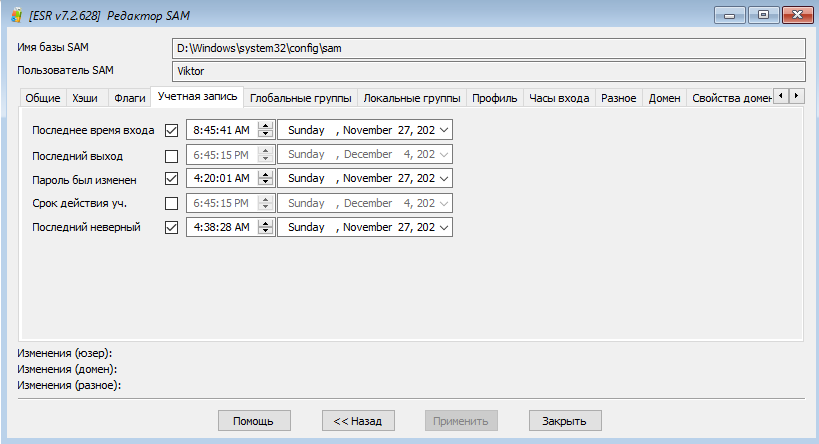 [ESR v7.2.628] Редактор SAM
Имя базы SAM D:\Windows\system32\config\sam
Пользователь SAM Viktor
Общие Хэши Флаги Учетная запись Глобальные группы Локальные группы Профиль Часы входа Разное Домен Свойства домен
Последнее время входа 8:45:41 AM Sunday , November 27, 202
Последний выход 6:45:15 PM Sunday , December 4, 202
Пароль был изменен 4:20:01 AM Sunday , November 27, 202
Срок действия уч. 6:45:15 PM Sunday , December 4, 202
Последний неверный 4:38:28 AM Sunday , November 27, 202
Изменения (юзер):
Изменения (домен):
Изменения (разное):
Помощь << Назад Применить Закрыть